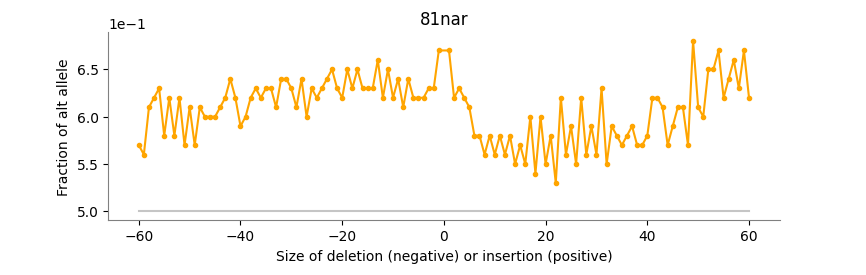 81nar
1e−1
6.5
6.0
5.5
5.0
Fraction of alt allele
−60 −40 −20 0 20 40 60
Size of deletion (negative) or insertion (positive)